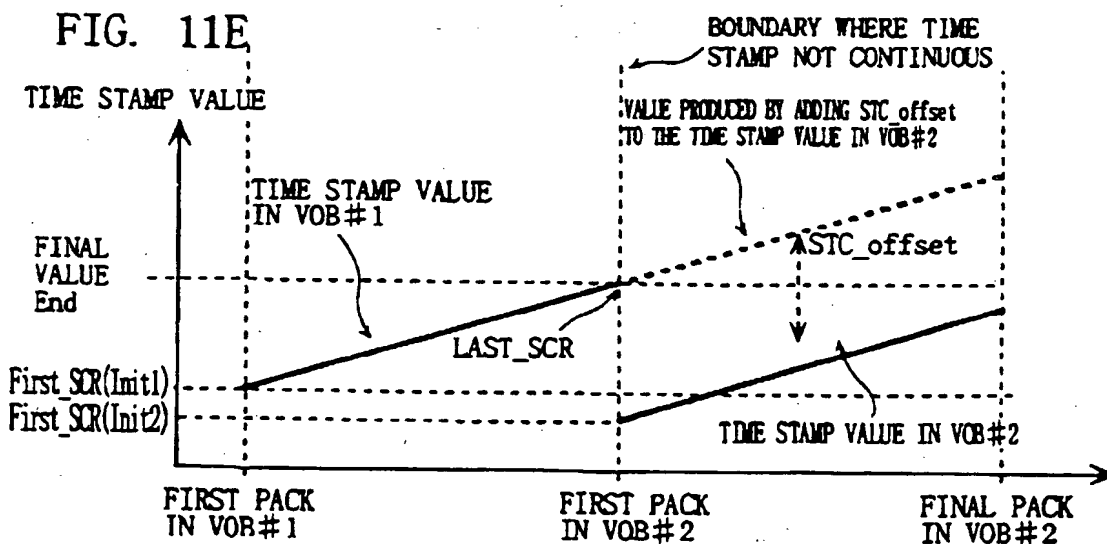 FIG. 11E
BOUNDARY WHERE TIME
STAMP NOT CONTINUOUS
TIME STAMP VALUE
VALUE PRODUCED BY ADDING STC_offset
TO THE TIME STAMP VALUE IN VOB#2
TIME STAMP VALUE
IN VOB#1
FINAL
VALUE
End
STC_offset
LAST_SCR
First_SCR(Init1)
First_SCR(Init2)
TIME STAMP VALUE IN VOB#2
FIRST PACK
IN VOB#1
FIRST PACK
IN VOB#2
FINAL PACK
IN VOB#2